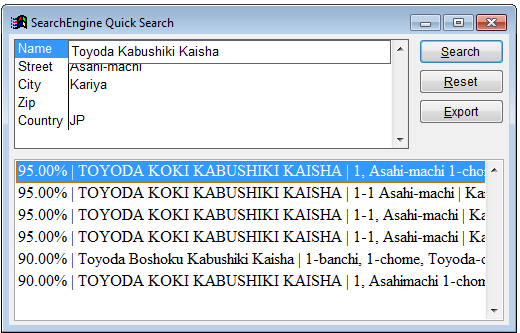 SearchEngine Quick Search
Name Toyoda Kabushiki Kaisha
Street Asahi-machi
City Kariya
Zip
Country JP
Search
Reset
Export
95.00% | TOYODA KOKI KABUSHIKI KAISHA | 1, Asahi-machi 1-cho
95.00% | TOYODA KOKI KABUSHIKI KAISHA | 1-1 Asahi-machi | Ka
95.00% | TOYODA KOKI KABUSHIKI KAISHA | 1-1, Asahi-machi | Ka
95.00% | TOYODA KOKI KABUSHIKI KAISHA | 1-1, Asahi-machi | Ka
90.00% | Toyoda Boshoku Kabushiki Kaisha | 1-banchi, 1-chome, Toyoda-c
90.00% | TOYODA KOKI KABUSHIKI KAISHA | 1, Asahimachi 1-chom